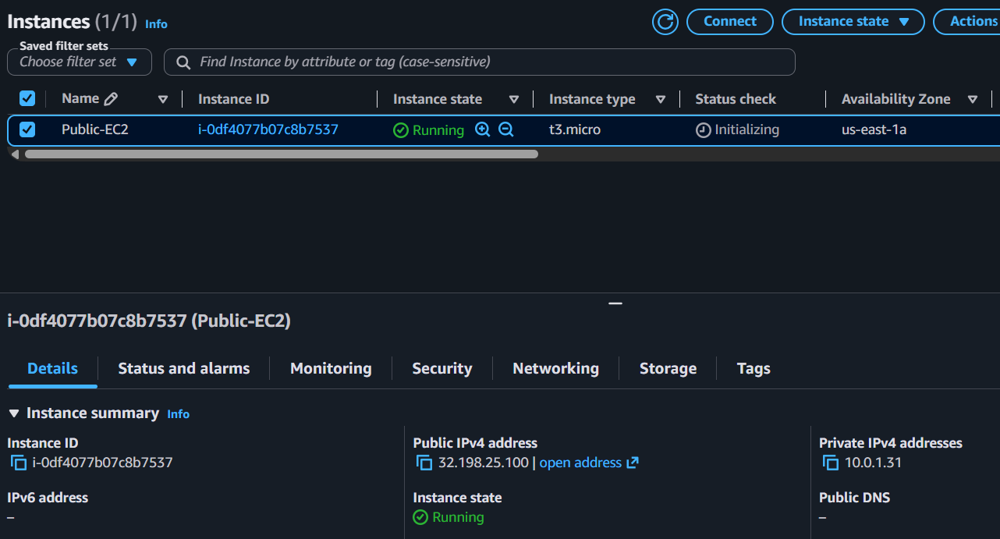 Instances (1/1) Info
Connect
Instance state
Actions
Saved filter sets
Choose filter set
Find Instance by attribute or tag (case-sensitive)
Name Instance ID Instance state Instance type Status check Availability Zone
Public-EC2 i-0df4077b07c8b7537 Running t3.micro Initializing us-east-1a
i-0df4077b07c8b7537 (Public-EC2)
Details Status and alarms Monitoring Security Networking Storage Tags
Instance summary Info
Instance ID
i-0df4077b07c8b7537
Public IPv4 address
32.198.25.100 | open address
Private IPv4 addresses
10.0.1.31
IPv6 address
–
Instance state
Running
Public DNS
–